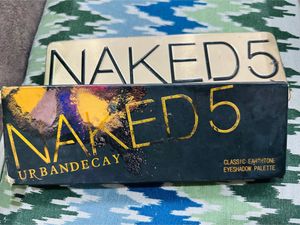 NAKED5
NAKED5
URBANDECAY
CLASSIC EARTHTONE
EYESHADOW PALETTE